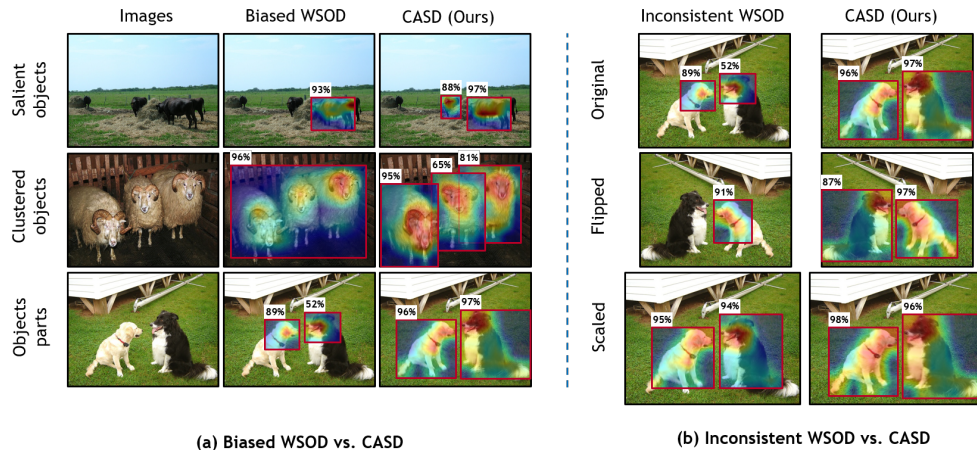 Images Biased WSOD CASD (Ours)
Salient objects
93%
88% 97%
Clustered objects
96%
95% 65% 81%
Objects parts
89% 52%
96% 97%
(a) Biased WSOD vs. CASD
Inconsistent WSOD CASD (Ours)
Original
89% 52%
96% 97%
Flipped
91%
87% 97%
Scaled
95% 94%
98% 96%
(b) Inconsistent WSOD vs. CASD